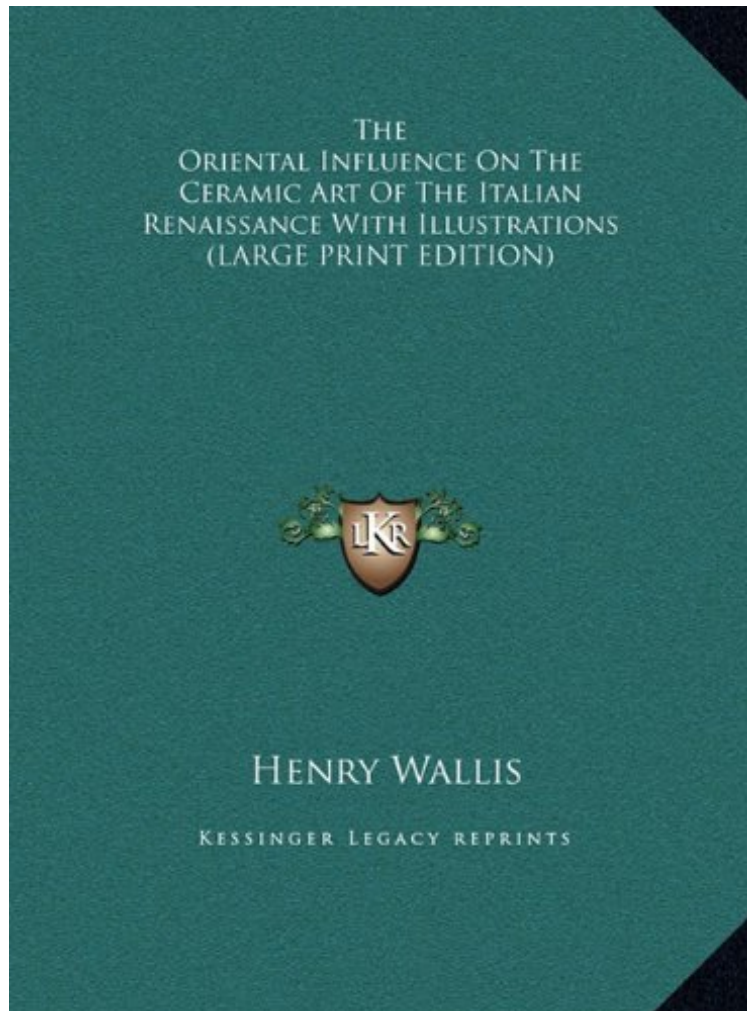 The
Oriental Influence On The
Ceramic Art Of The Italian
Renaissance With Illustrations
(LARGE PRINT EDITION)
LKR
Henry Wallis
Kessinger Legacy reprints